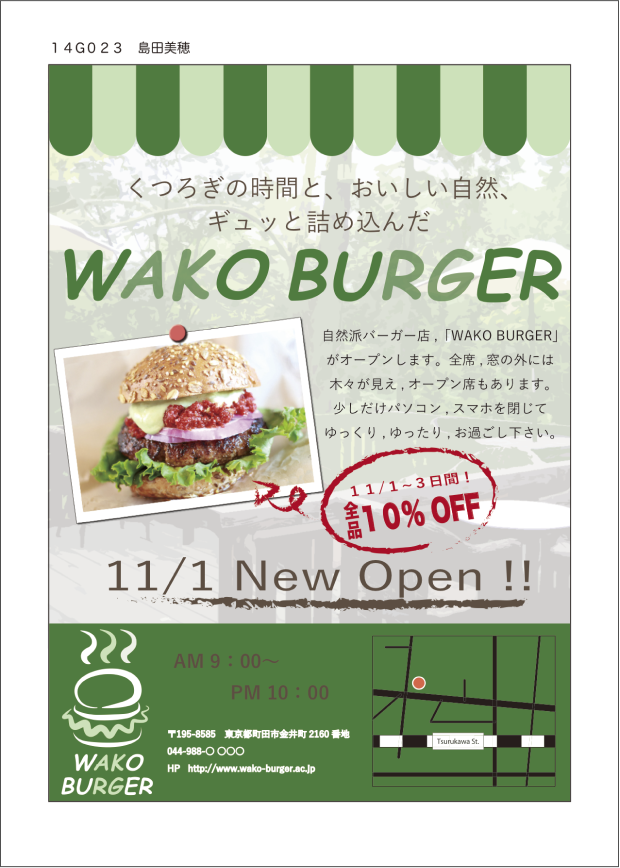 14G023　島田美穂
くつろぎの時間と、おいしい自然、
ギュッと詰め込んだ
WAKO BURGER
自然派バーガー店,「WAKO BURGER」
がオープンします。全席,窓の外には
木々が見え,オープン席もあります。
少しだけパソコン,スマホを閉じて
ゆっくり,ゆったり,お過ごし下さい。
11/1~3日間！
全品10% OFF
11/1 New Open !!
AM 9：00～
PM 10：00
〒195-8585　東京都町田市金井町 2160 番地
044-988-○ ○○○
HP　http://www.wako-burger.ac.jp
WAKO
BURGER
Tsurukawa St.